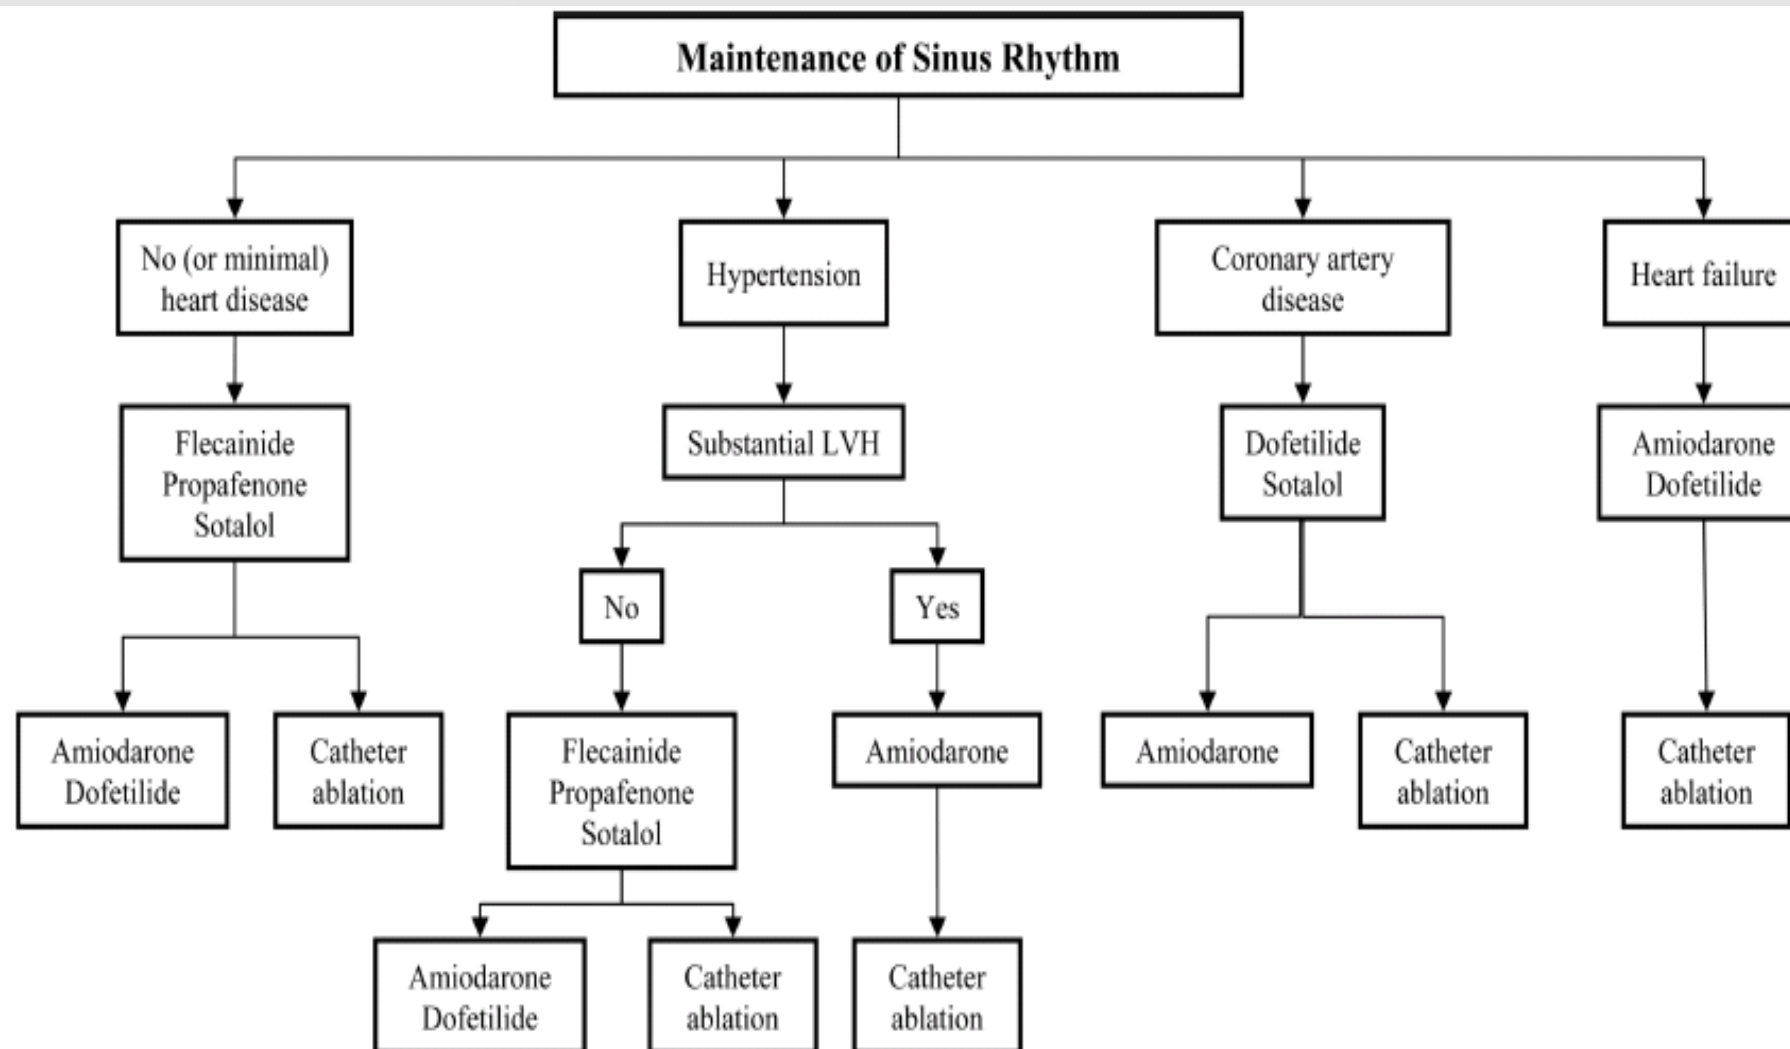 Maintenance of Sinus Rhythm
No (or minimal)
heart disease
Hypertension
Coronary artery
disease
Heart failure
Flecainide
Propafenone
Sotalol
Substantial LVH
Dofetilide
Sotalol
Amiodarone
Dofetilide
No
Yes
Amiodarone
Dofetilide
Catheter
ablation
Flecainide
Propafenone
Sotalol
Amiodarone
Amiodarone
Catheter
ablation
Catheter
ablation
Amiodarone
Dofetilide
Catheter
ablation
Catheter
ablation